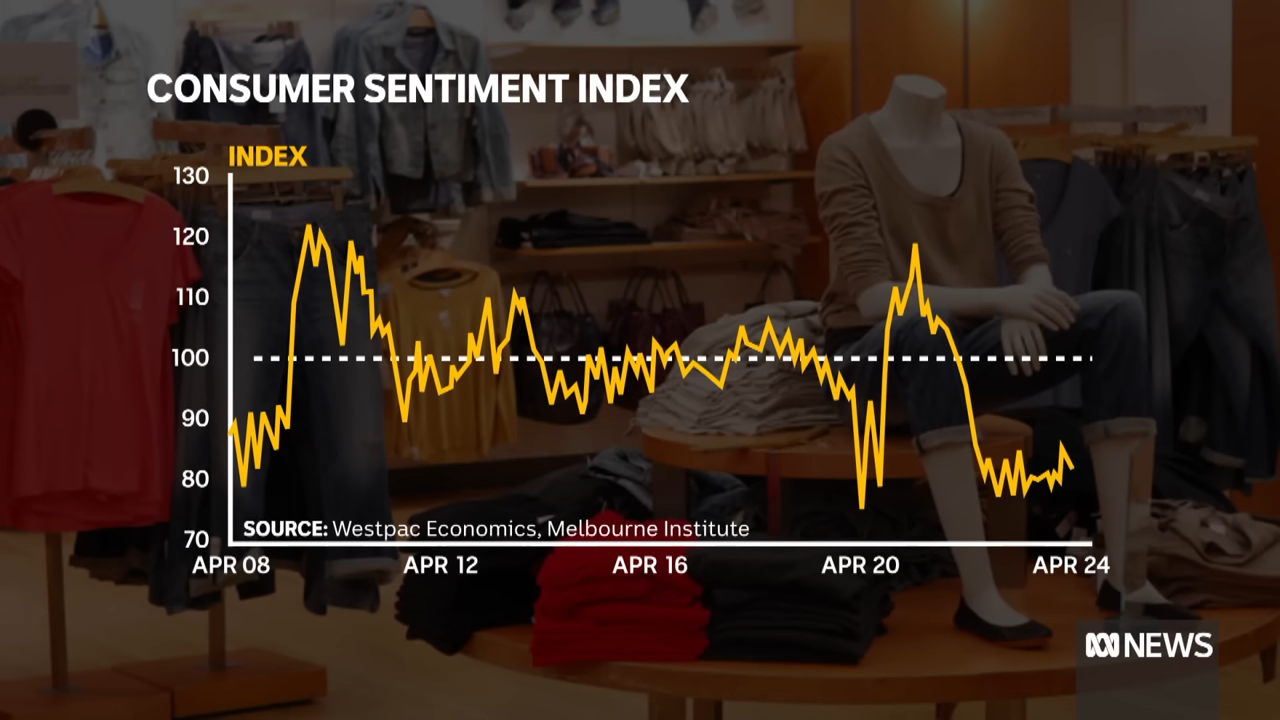 CONSUMER SENTIMENT INDEX
INDEX
130
120
110
100
90
80
70
SOURCE: Westpac Economics, Melbourne Institute
APR 08 APR 12 APR 16 APR 20 APR 24
NEWS